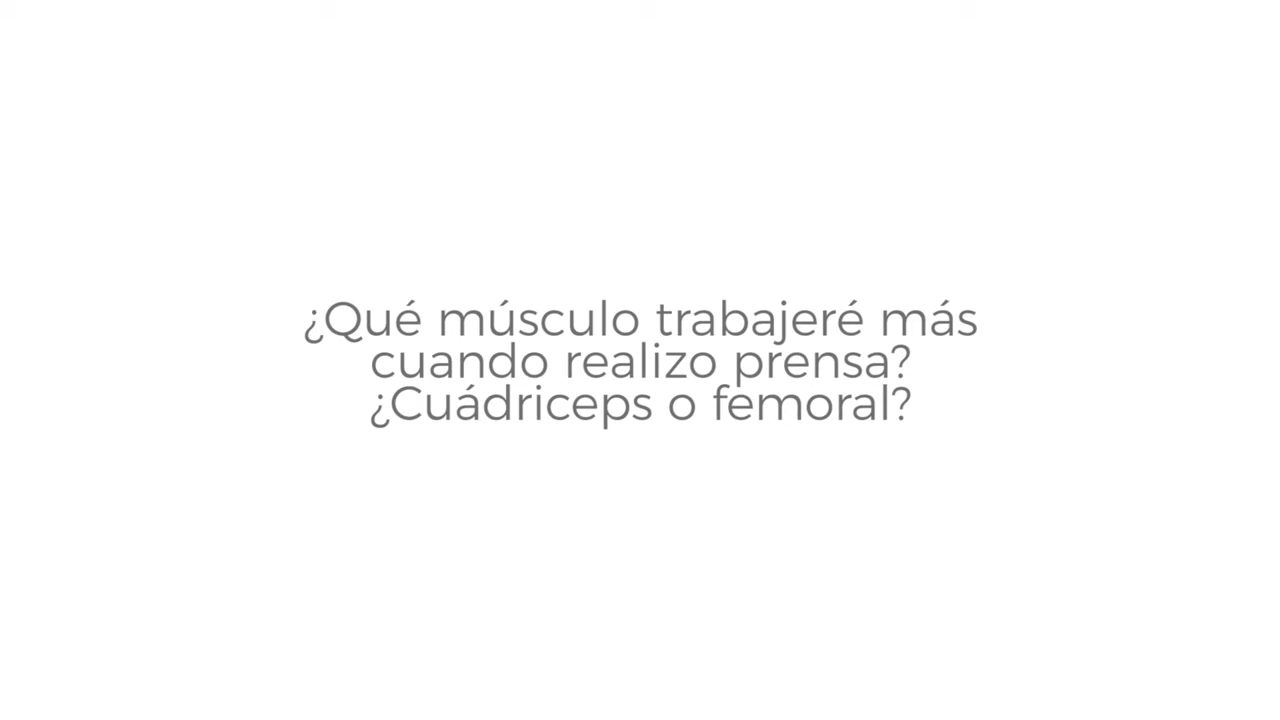 ¿Qué músculo trabajeré más
cuando realizo prensa?
¿Cuádriceps o femoral?